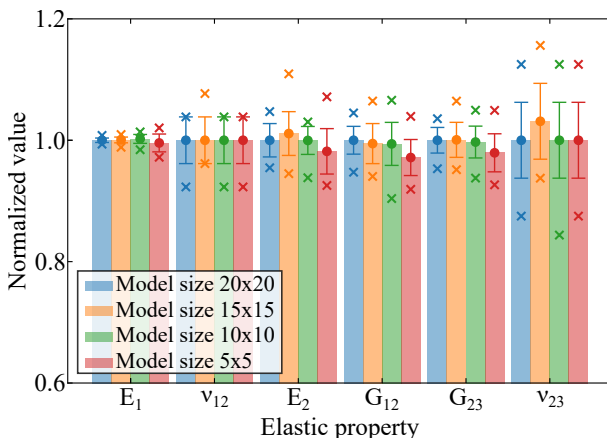 1.2
1.0
0.8
0.6
Normalized value
Model size 20x20
Model size 15x15
Model size 10x10
Model size 5x5
E₁ ν₁₂ E₂ G₁₂ G₂₃ ν₂₃
Elastic property